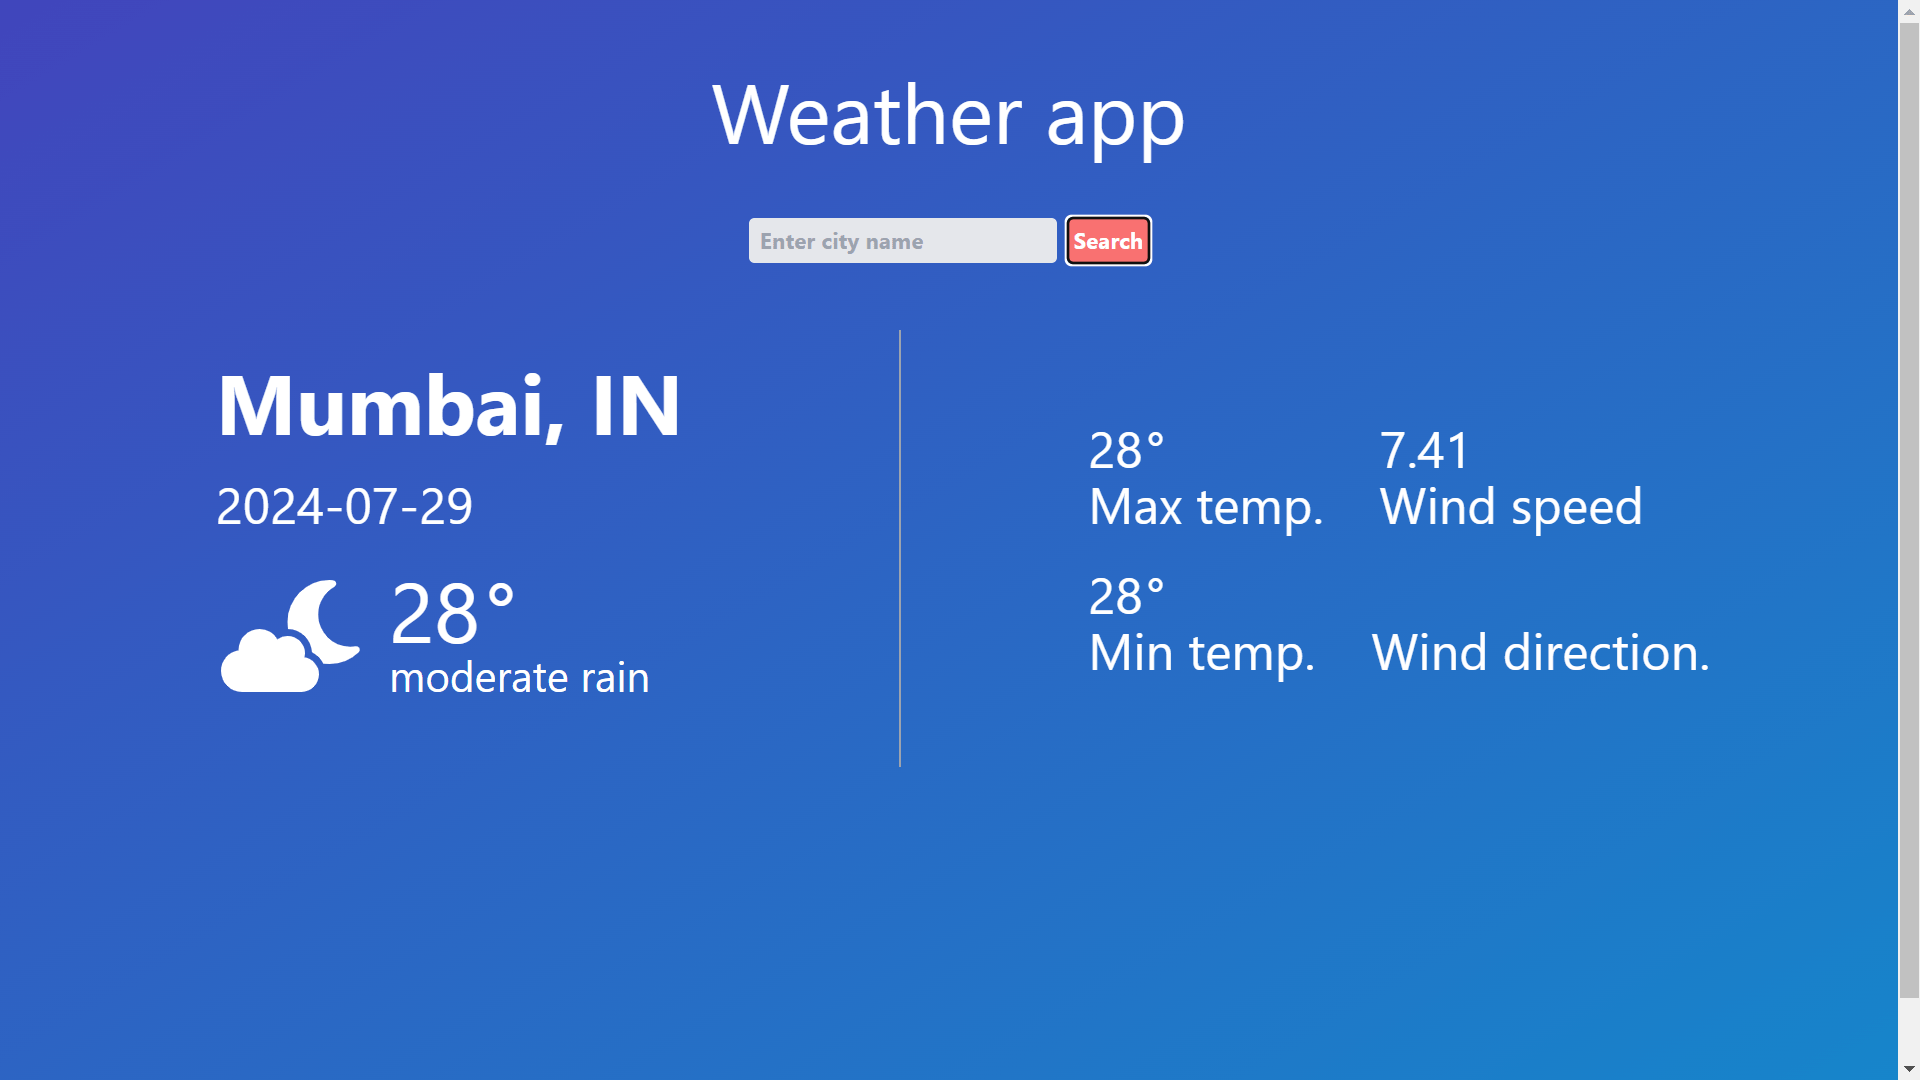 Weather app
Enter city name
Search
Mumbai, IN
2024-07-29
28°
moderate rain
28°
Max temp.
7.41
Wind speed
28°
Min temp.
Wind direction.